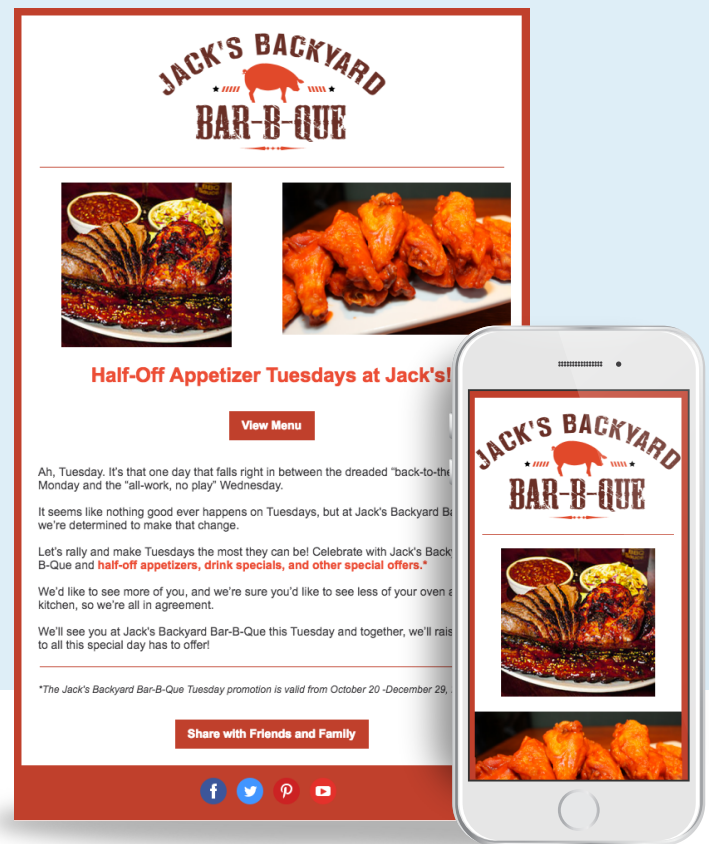 JACK'S BACKYARD
BAR-B-QUE
Half-Off Appetizer Tuesdays at Jack's!
View Menu
Ah, Tuesday. It's that one day that falls right in between the dreaded "back-to-the
Monday and the "all-work, no play" Wednesday.
It seems like nothing good ever happens on Tuesdays, but at Jack's Backyard
we're determined to make that change.
Let's rally and make Tuesdays the most they can be! Celebrate with Jack's
B-Que and half-off appetizers, drink specials, and other special offers.*
We'd like to see more of you, and we're sure you'd like to see less of your oven
kitchen, so we're all in agreement.
We'll see you at Jack's Backyard Bar-B-Que this Tuesday and together, we'll
to all this special day has to offer!
*The Jack's Backyard Bar-B-Que Tuesday promotion is valid from October 20 -December 29,
Share with Friends and Family
JACK'S BACKYARD
BAR-B-QUE